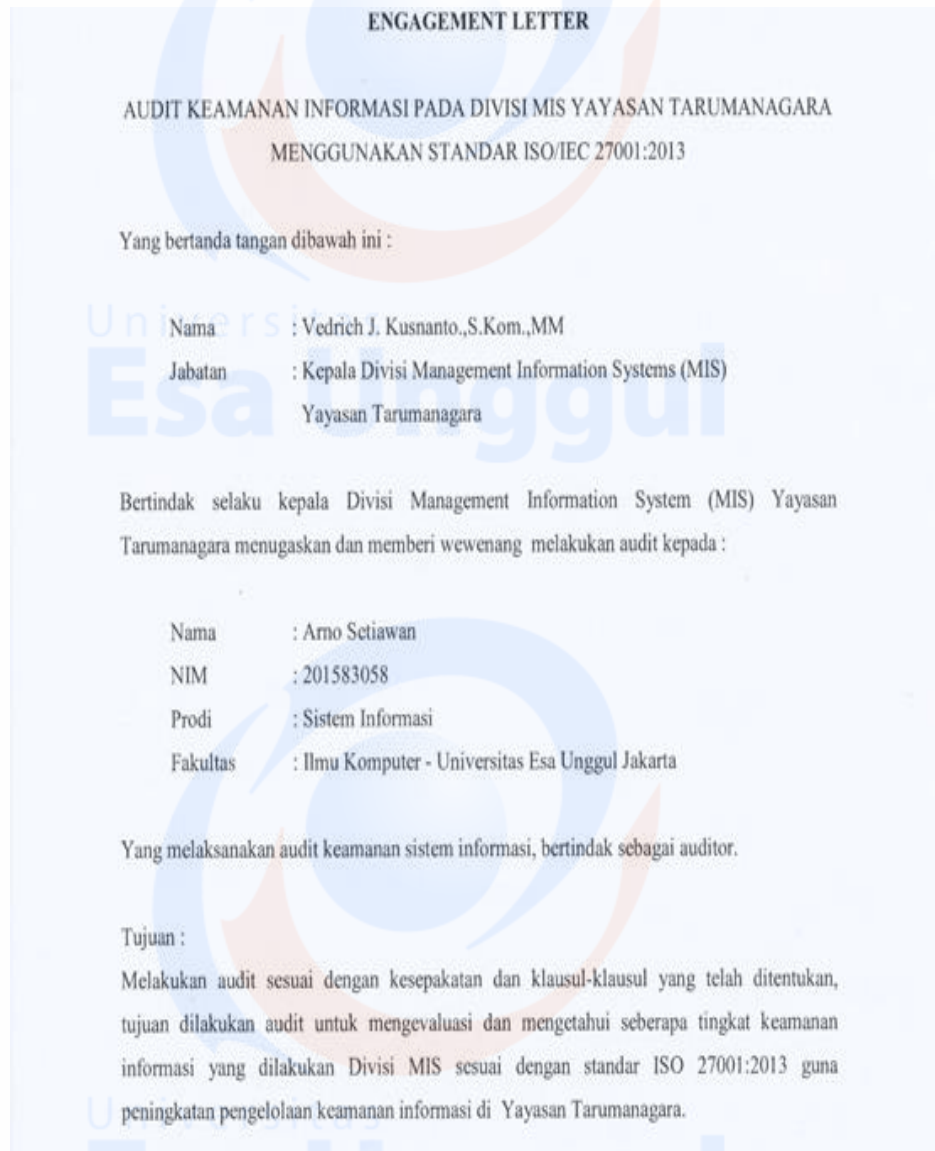 ENGAGEMENT LETTER
AUDIT KEAMANAN INFORMASI PADA DIVISI MIS YAYASAN TARUMANAGARA
MENGGUNAKAN STANDAR ISO/IEC 27001:2013
Yang bertanda tangan dibawah ini :
Nama : Vedrich J. Kusnanto.,S.Kom.,MM
Jabatan : Kepala Divisi Management Information Systems (MIS)
Yayasan Tarumanagara
Universitas
Esa Unggul
Bertindak selaku kepala Divisi Management Information System (MIS) Yayasan
Tarumanagara menugaskan dan memberi wewenang melakukan audit kepada :
Nama : Arno Setiawan
NIM : 201583058
Prodi : Sistem Informasi
Fakultas : Ilmu Komputer - Universitas Esa Unggul Jakarta
Yang melaksanakan audit keamanan sistem informasi, bertindak sebagai auditor.
Tujuan :
Melakukan audit sesuai dengan kesepakatan dan klausul-klausul yang telah ditentukan,
tujuan dilakukan audit untuk mengevaluasi dan mengetahui seberapa tingkat keamanan
informasi yang dilakukan Divisi MIS sesuai dengan standar ISO 27001:2013 guna
peningkatan pengelolaan keamanan informasi di Yayasan Tarumanagara.
Universitas